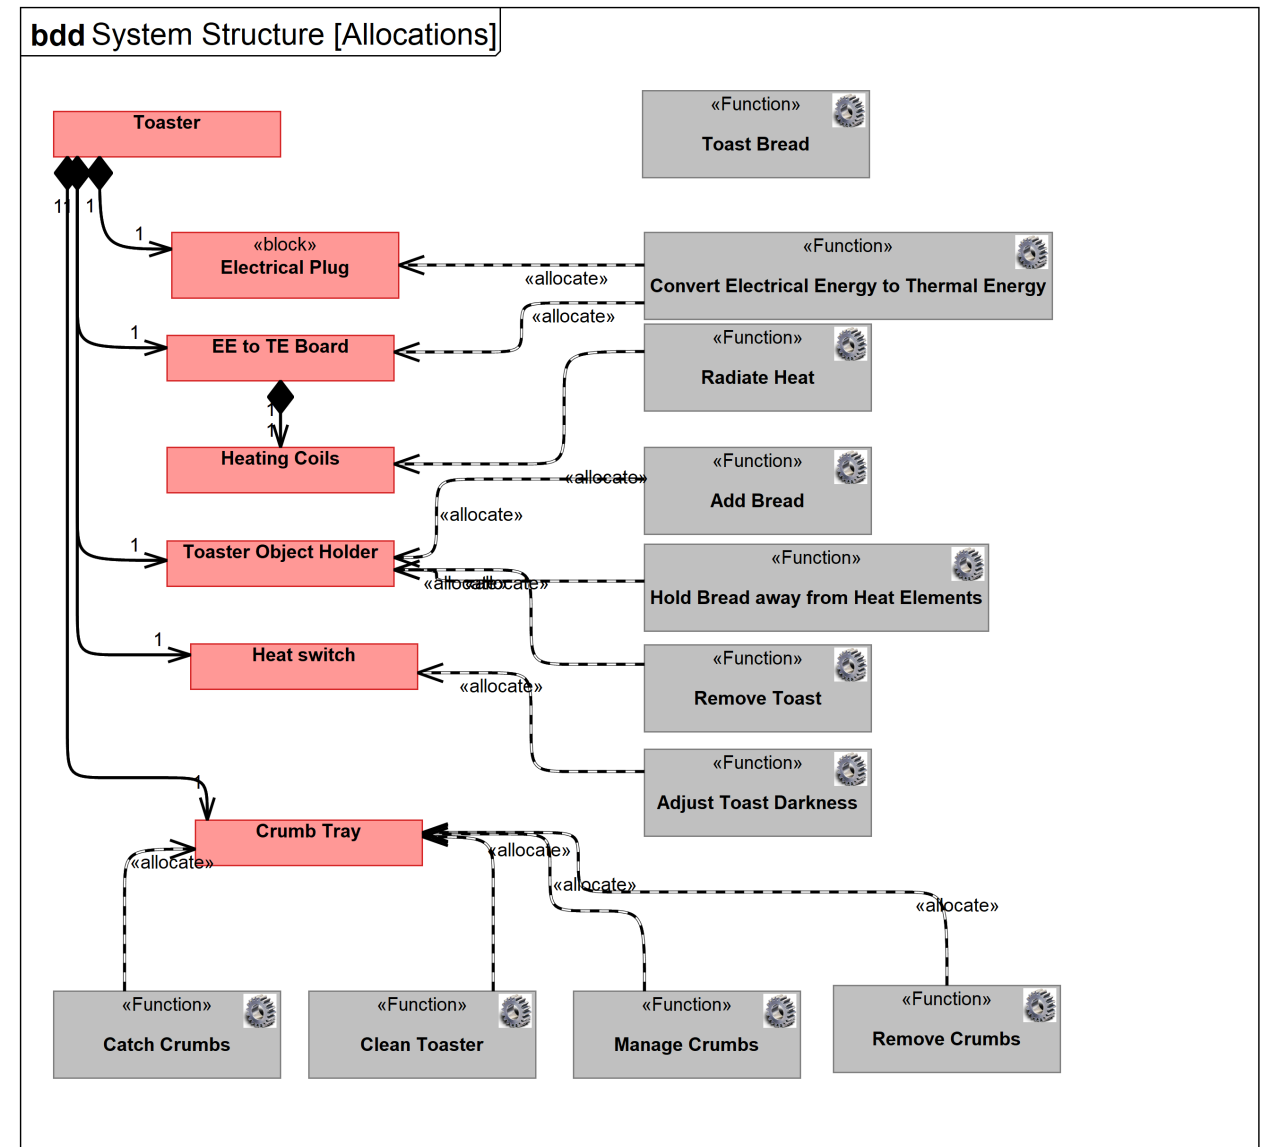 bdd System Structure [Allocations]
Toaster
«Function»
Toast Bread
1
1
1
1
«block»
Electrical Plug
«allocate»
«Function»
Convert Electrical Energy to Thermal Energy
1
EE to TE Board
«allocate»
«Function»
Radiate Heat
1
1
Heating Coils
«allocate»
«Function»
Add Bread
«allocate»
1
Toaster Object Holder
«allocate»
«allocate»
«Function»
Hold Bread away from Heat Elements
1
Heat switch
«allocate»
«Function»
Remove Toast
«Function»
Adjust Toast Darkness
1
Crumb Tray
«allocate»
«allocate»
«allocate»
«allocate»
«Function»
Catch Crumbs
«Function»
Clean Toaster
«Function»
Manage Crumbs
«Function»
Remove Crumbs